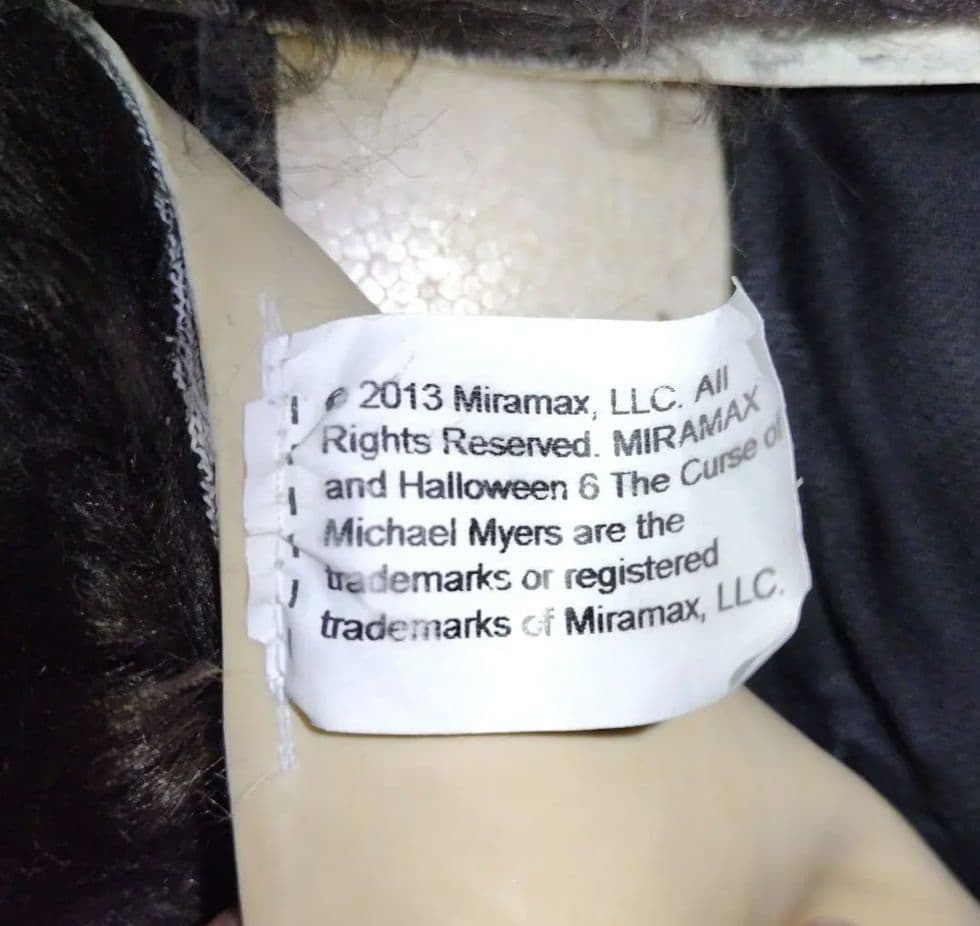 © 2013 Miramax, LLC. All
Rights Reserved. MIRAMAX
and Halloween 6 The Curse of
Michael Myers are the
trademarks or registered
trademarks of Miramax, LLC.